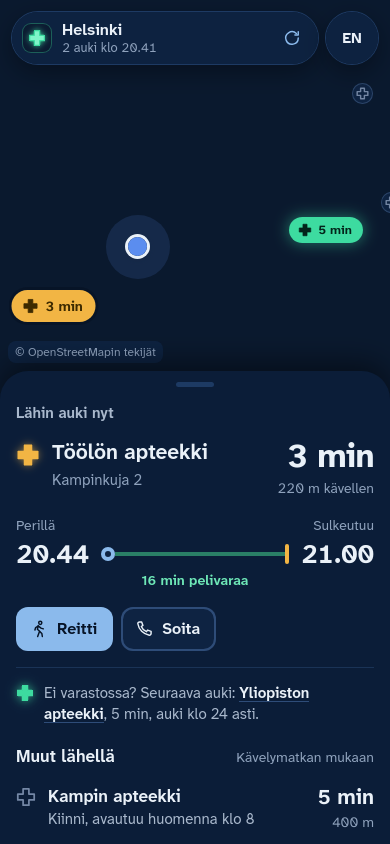 Helsinki
2 auki klo 20.41
EN
5 min
3 min
© OpenStreetMapin tekijät
Lähin auki nyt
Töölön apteekki
3 min
Kampinkuja 2
220 m kävellen
Perillä
Sulkeutuu
20.44
21.00
16 min pelivaraa
Reitti
Soita
Ei varastossa? Seuraava auki: Yliopiston
apteekki, 5 min, auki klo 24 asti.
Muut lähellä
Kävelymatkan mukaan
Kampin apteekki
5 min
Kiinni, avautuu huomenna klo 8
400 m